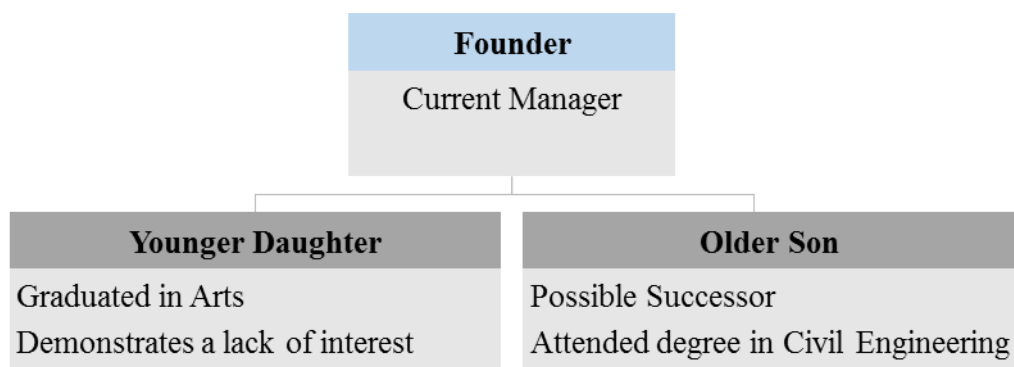 Founder
Current Manager
Younger Daughter
Graduated in Arts
Demonstrates a lack of interest
Older Son
Possible Successor
Attended degree in Civil Engineering